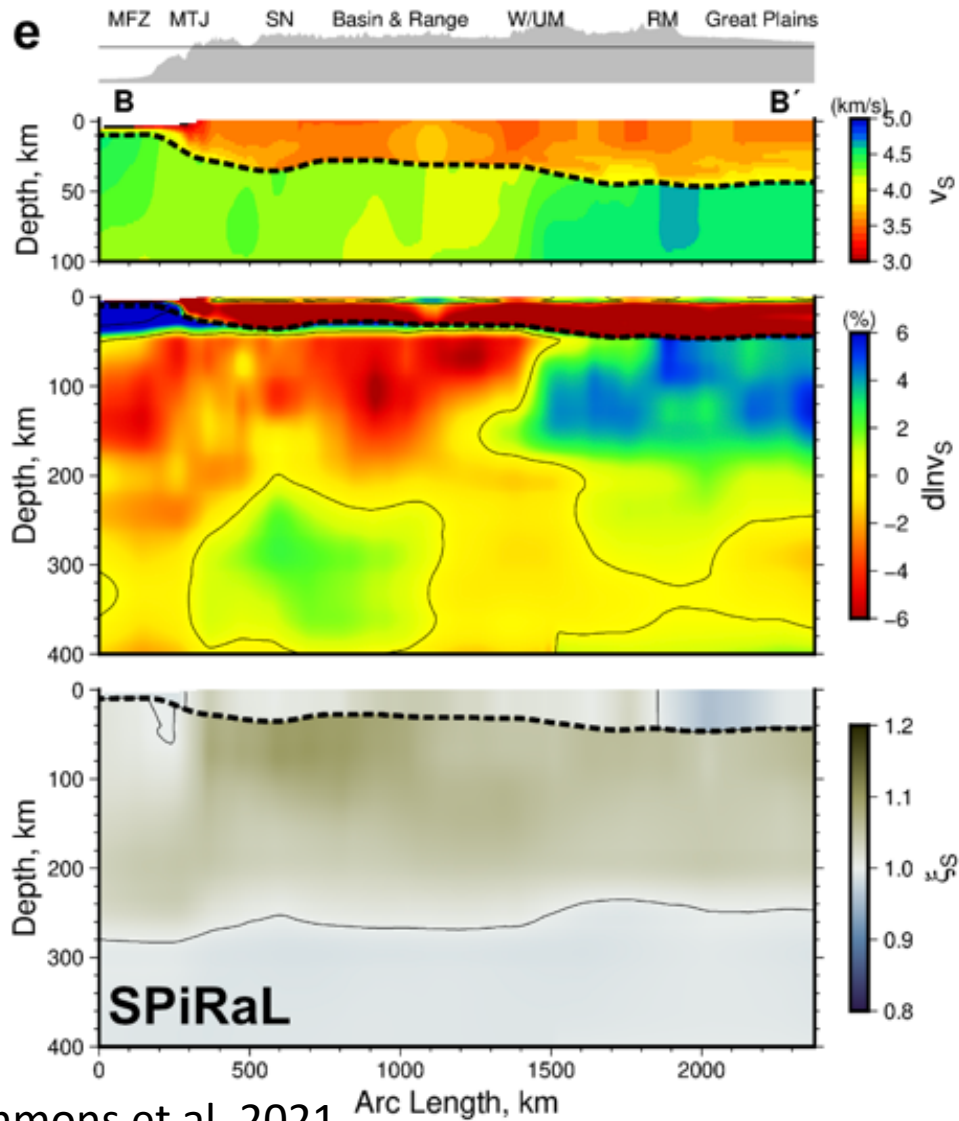 e
MFZ MTJ SN Basin & Range W/UM RM Great Plains
B B´
(km/s)
0
50
100
Depth, km
5.0
4.5
4.0
3.5
3.0
vS
0
100
200
300
400
Depth, km
(%)
6
4
2
0
−2
−4
−6
dlnvS
0
100
200
300
400
Depth, km
1.2
1.1
1.0
0.9
0.8
ξS
SPiRaL
0 500 1000 1500 2000
Arc Length, km
mmons et al. 2021